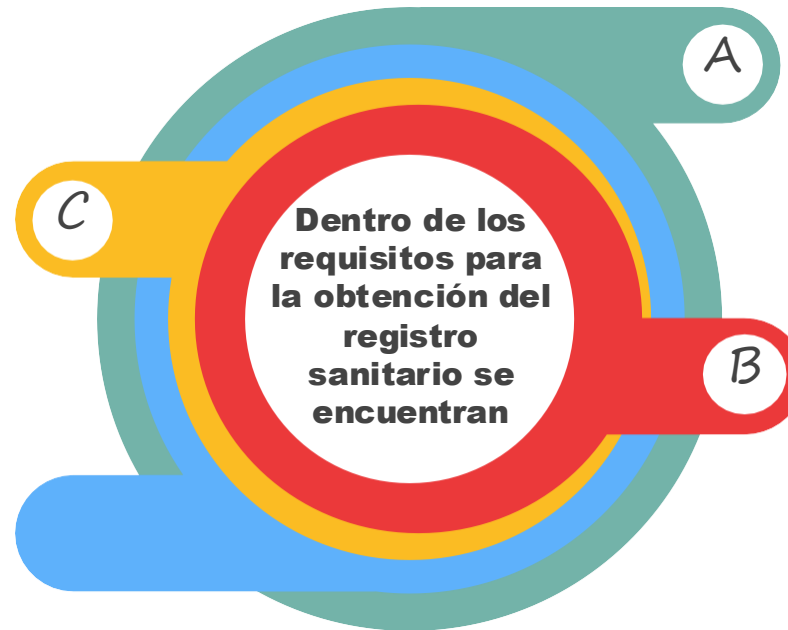 A
C
Dentro de los
requisitos para
la obtención del
registro
sanitario se
encuentran
B